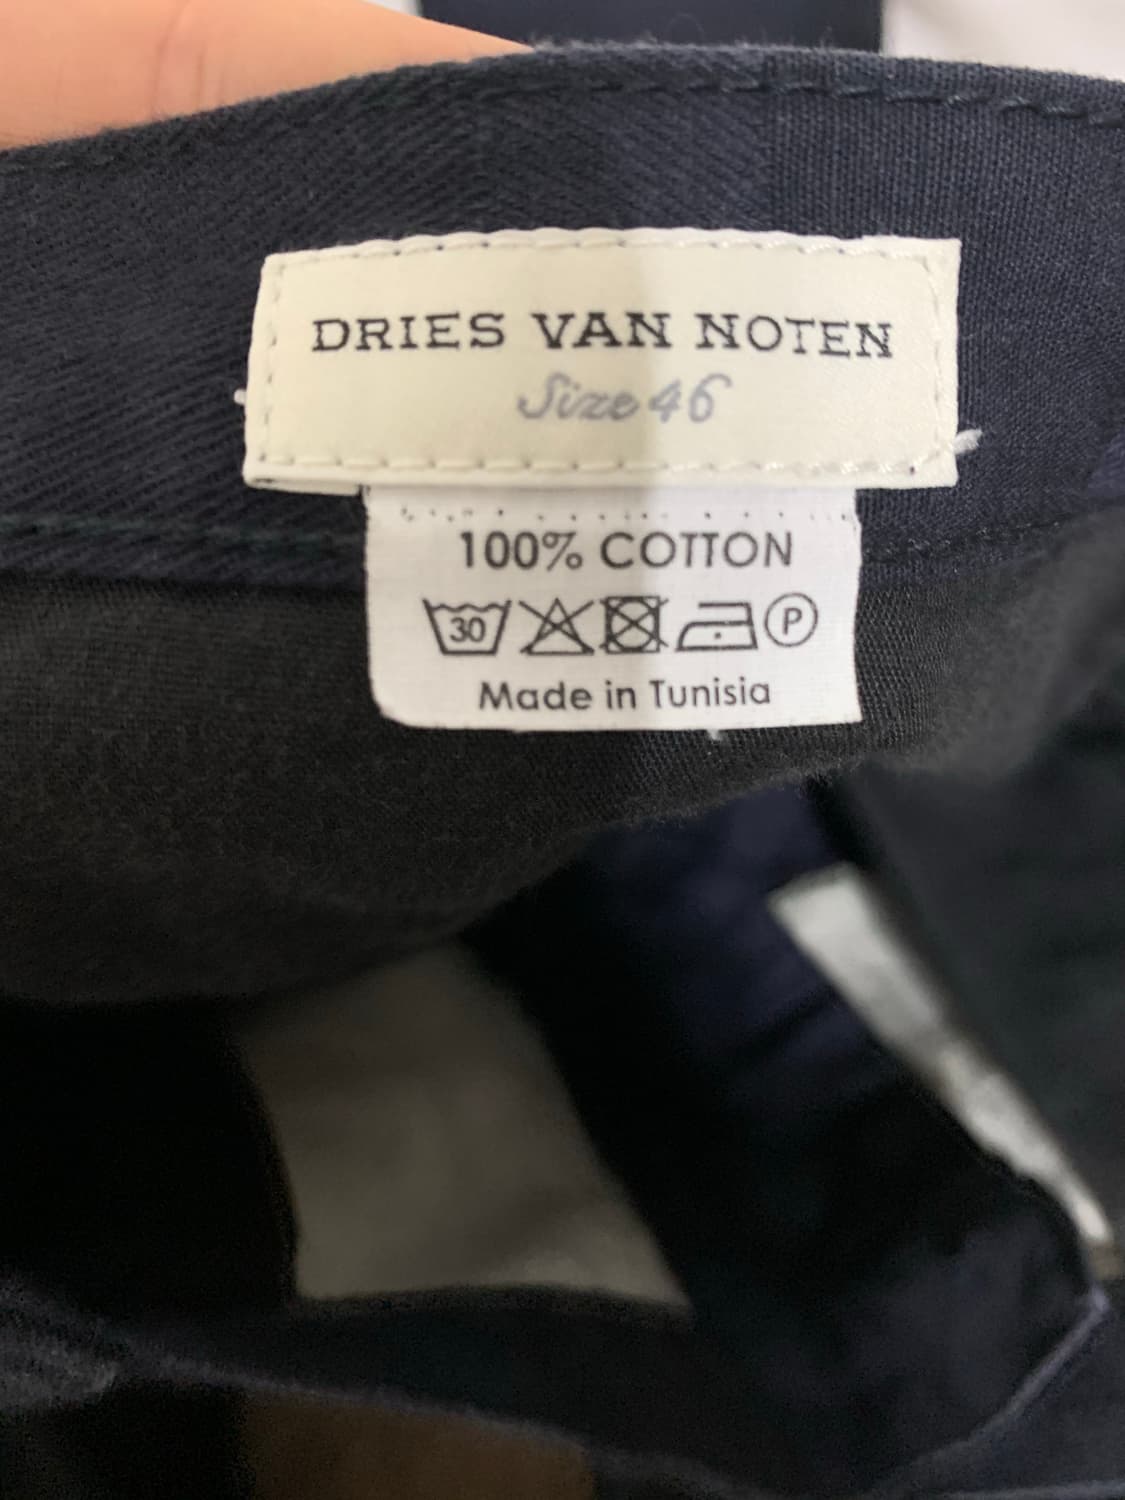 DRIES VAN NOTEN
Size 46
100% COTTON
30 P
Made in Tunisia